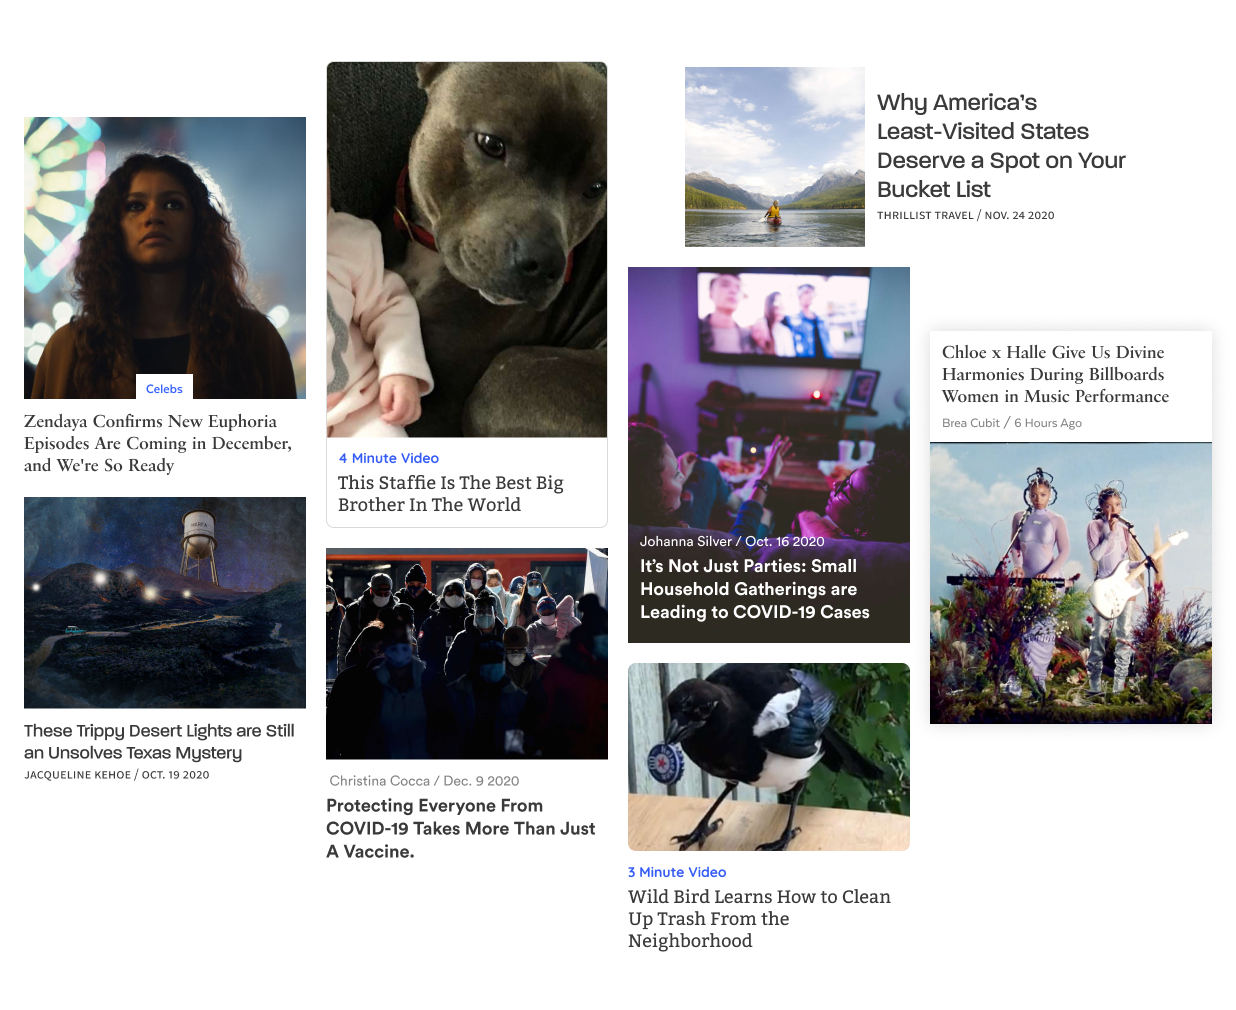 Celebs
Zendaya Confirms New Euphoria
Episodes Are Coming in December,
and We're So Ready
MARFA
These Trippy Desert Lights are Still
an Unsolves Texas Mystery
JACQUELINE KEHOE / OCT. 19 2020
4 Minute Video
This Staffie Is The Best Big
Brother In The World
Christina Cocca / Dec. 9 2020
Protecting Everyone From
COVID-19 Takes More Than Just
A Vaccine.
Why America's
Least-Visited States
Deserve a Spot on Your
Bucket List
THRILLIST TRAVEL / NOV. 24 2020
Johanna Silver / Oct. 16 2020
It's Not Just Parties: Small
Household Gatherings are
Leading to COVID-19 Cases
3 Minute Video
Wild Bird Learns How to Clean
Up Trash From the
Neighborhood
Chloe x Halle Give Us Divine
Harmonies During Billboards
Women in Music Performance
Brea Cubit / 6 Hours Ago